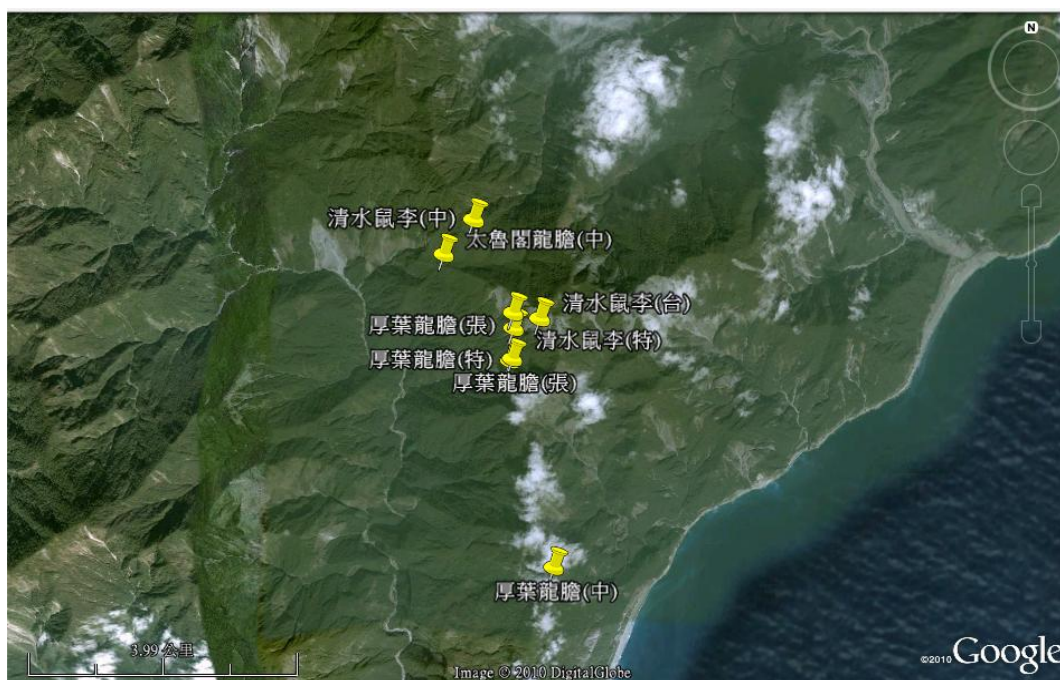 N
清水鼠李(中)
太魯閣龍膽(中)
清水鼠李(台)
厚葉龍膽(張)
清水鼠李(特)
厚葉龍膽(特)
厚葉龍膽(張)
厚葉龍膽(中)
3.99 公里
Image © 2010 DigitalGlobe
©2010 Google